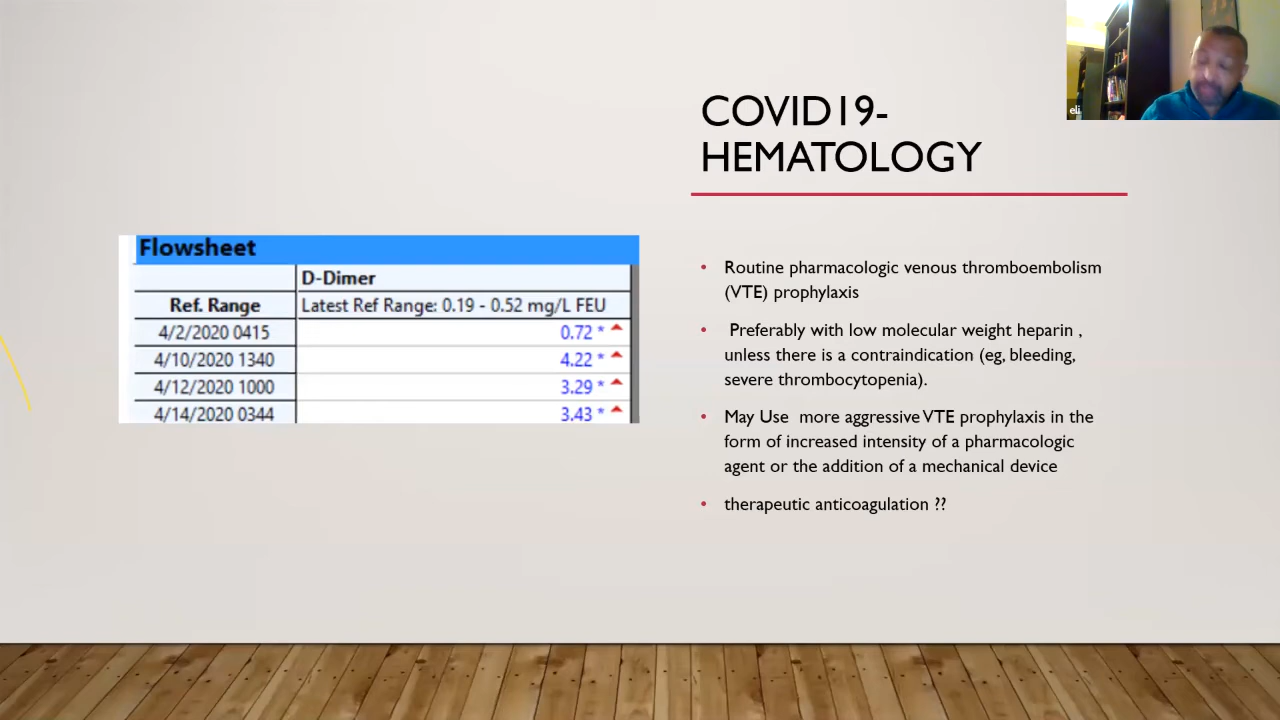 COVID19-
HEMATOLOGY
eli
Flowsheet
D-Dimer
Ref. Range Latest Ref Range: 0.19 - 0.52 mg/L FEU
4/2/2020 0415 0.72 *
4/10/2020 1340 4.22 *
4/12/2020 1000 3.29 *
4/14/2020 0344 3.43 *
• Routine pharmacologic venous thromboembolism
(VTE) prophylaxis
• Preferably with low molecular weight heparin ,
unless there is a contraindication (eg, bleeding,
severe thrombocytopenia).
• May Use more aggressive VTE prophylaxis in the
form of increased intensity of a pharmacologic
agent or the addition of a mechanical device
• therapeutic anticoagulation ??